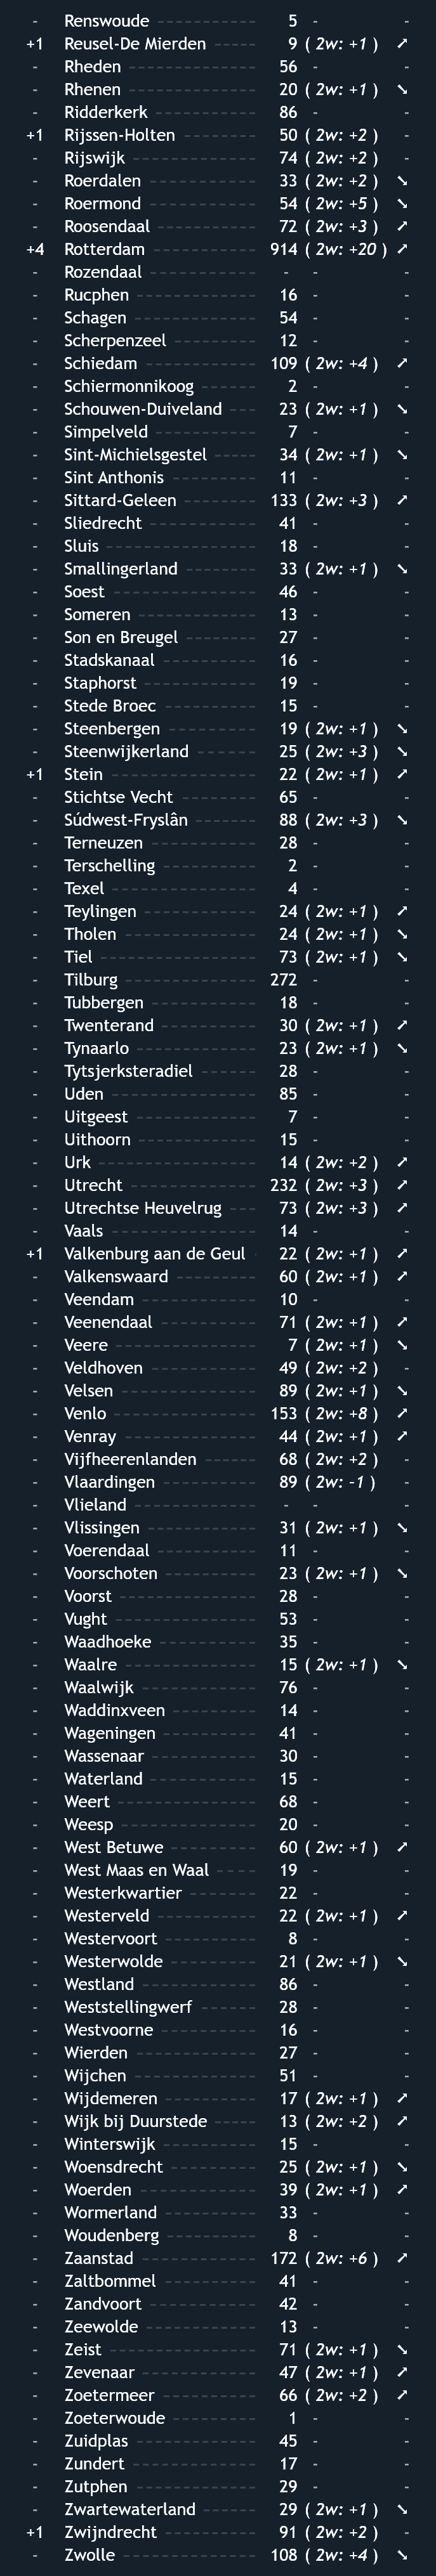 - Renswoude 5 - -
+1 Reusel-De Mierden 9 ( 2w: +1 ) ➚
- Rheden 56 - -
- Rhenen 20 ( 2w: +1 ) ➘
- Ridderkerk 86 - -
+1 Rijssen-Holten 50 ( 2w: +2 ) -
- Rijswijk 74 ( 2w: +2 ) -
- Roerdalen 33 ( 2w: +2 ) ➘
- Roermond 54 ( 2w: +5 ) ➘
- Roosendaal 72 ( 2w: +3 ) ➚
+4 Rotterdam 914 ( 2w: +20 ) ➚
- Rozendaal - - -
- Rucphen 16 - -
- Schagen 54 - -
- Scherpenzeel 12 - -
- Schiedam 109 ( 2w: +4 ) ➚
- Schiermonnikoog 2 - -
- Schouwen-Duiveland 23 ( 2w: +1 ) ➘
- Simpelveld 7 - -
- Sint-Michielsgestel 34 ( 2w: +1 ) ➘
- Sint Anthonis 11 - -
- Sittard-Geleen 133 ( 2w: +3 ) ➚
- Sliedrecht 41 - -
- Sluis 18 - -
- Smallingerland 33 ( 2w: +1 ) ➘
- Soest 46 - -
- Someren 13 - -
- Son en Breugel 27 - -
- Stadskanaal 16 - -
- Staphorst 19 - -
- Stede Broec 15 - -
- Steenbergen 19 ( 2w: +1 ) ➘
- Steenwijkerland 25 ( 2w: +3 ) ➘
+1 Stein 22 ( 2w: +1 ) ➚
- Stichtse Vecht 65 - -
- Súdwest-Fryslân 88 ( 2w: +3 ) ➘
- Terneuzen 28 - -
- Terschelling 2 - -
- Texel 4 - -
- Teylingen 24 ( 2w: +1 ) ➚
- Tholen 24 ( 2w: +1 ) ➘
- Tiel 73 ( 2w: +1 ) ➘
- Tilburg 272 - -
- Tubbergen 18 - -
- Twenterand 30 ( 2w: +1 ) ➚
- Tynaarlo 23 ( 2w: +1 ) ➘
- Tytsjerksteradiel 28 - -
- Uden 85 - -
- Uitgeest 7 - -
- Uithoorn 15 - -
- Urk 14 ( 2w: +2 ) ➚
- Utrecht 232 ( 2w: +3 ) ➚
- Utrechtse Heuvelrug 73 ( 2w: +3 ) ➚
- Vaals 14 - -
+1 Valkenburg aan de Geul 22 ( 2w: +1 ) ➚
- Valkenswaard 60 ( 2w: +1 ) ➚
- Veendam 10 - -
- Veenendaal 71 ( 2w: +1 ) ➚
- Veere 7 ( 2w: +1 ) ➘
- Veldhoven 49 ( 2w: +2 ) -
- Velsen 89 ( 2w: +1 ) ➘
- Venlo 153 ( 2w: +8 ) ➚
- Venray 44 ( 2w: +1 ) ➚
- Vijfheerenlanden 68 ( 2w: +2 ) -
- Vlaardingen 89 ( 2w: -1 ) -
- Vlieland - - -
- Vlissingen 31 ( 2w: +1 ) ➘
- Voerendaal 11 - -
- Voorschoten 23 ( 2w: +1 ) ➘
- Voorst 28 - -
- Vught 53 - -
- Waadhoeke 35 - -
- Waalre 15 ( 2w: +1 ) ➘
- Waalwijk 76 - -
- Waddinxveen 14 - -
- Wageningen 41 - -
- Wassenaar 30 - -
- Waterland 15 - -
- Weert 68 - -
- Weesp 20 - -
- West Betuwe 60 ( 2w: +1 ) ➚
- West Maas en Waal 19 - -
- Westerkwartier 22 - -
- Westerveld 22 ( 2w: +1 ) ➚
- Westervoort 8 - -
- Westerwolde 21 ( 2w: +1 ) ➘
- Westland 86 - -
- Weststellingwerf 28 - -
- Westvoorne 16 - -
- Wierden 27 - -
- Wijchen 51 - -
- Wijdemeren 17 ( 2w: +1 ) ➚
- Wijk bij Duurstede 13 ( 2w: +2 ) ➚
- Winterswijk 15 - -
- Woensdrecht 25 ( 2w: +1 ) ➘
- Woerden 39 ( 2w: +1 ) ➚
- Wormerland 33 - -
- Woudenberg 8 - -
- Zaanstad 172 ( 2w: +6 ) ➚
- Zaltbommel 41 - -
- Zandvoort 42 - -
- Zeewolde 13 - -
- Zeist 71 ( 2w: +1 ) ➘
- Zevenaar 47 ( 2w: +1 ) ➚
- Zoetermeer 66 ( 2w: +2 ) ➚
- Zoeterwoude 1 - -
- Zuidplas 45 - -
- Zundert 17 - -
- Zutphen 29 - -
- Zwartewaterland 29 ( 2w: +1 ) ➘
+1 Zwijndrecht 91 ( 2w: +2 ) -
- Zwolle 108 ( 2w: +4 ) ➘